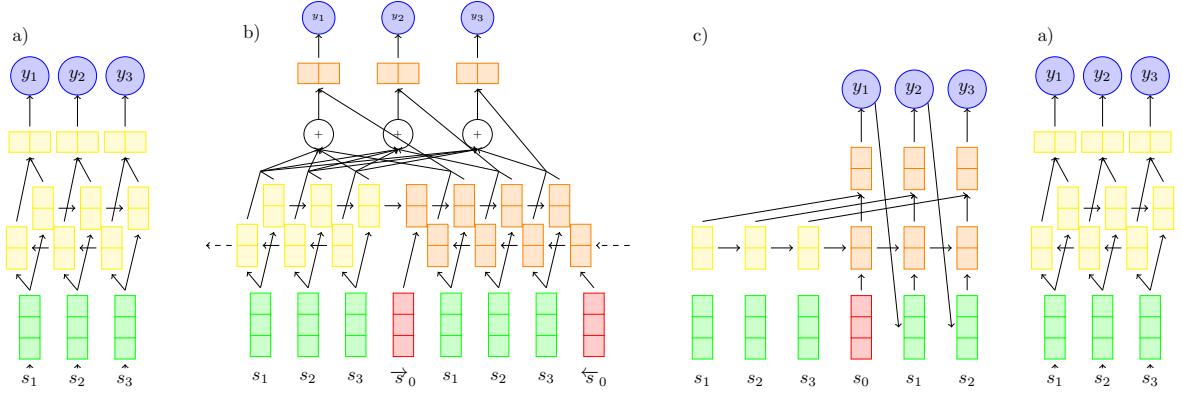 a)
y₁ y₂ y₃
s₁ s₂ s₃
b)
y₁ y₂ y₃
+ + +
s₁ s₂ s₃ →s₀ s₁ s₂ s₃ ←s₀
c)
y₁ y₂ y₃
s₁ s₂ s₃ s₀ s₁ s₂
a)
y₁ y₂ y₃
s₁ s₂ s₃